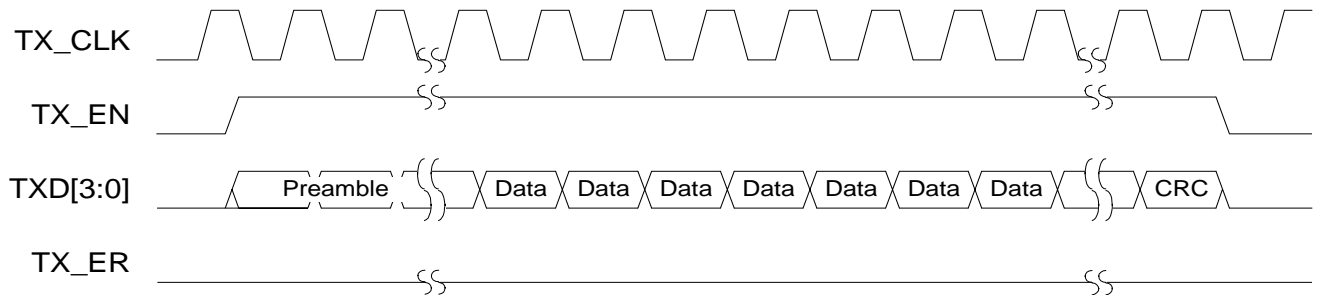 TX_CLK
TX_EN
TXD[3:0] Preamble Data Data Data Data Data Data Data CRC
TX_ER